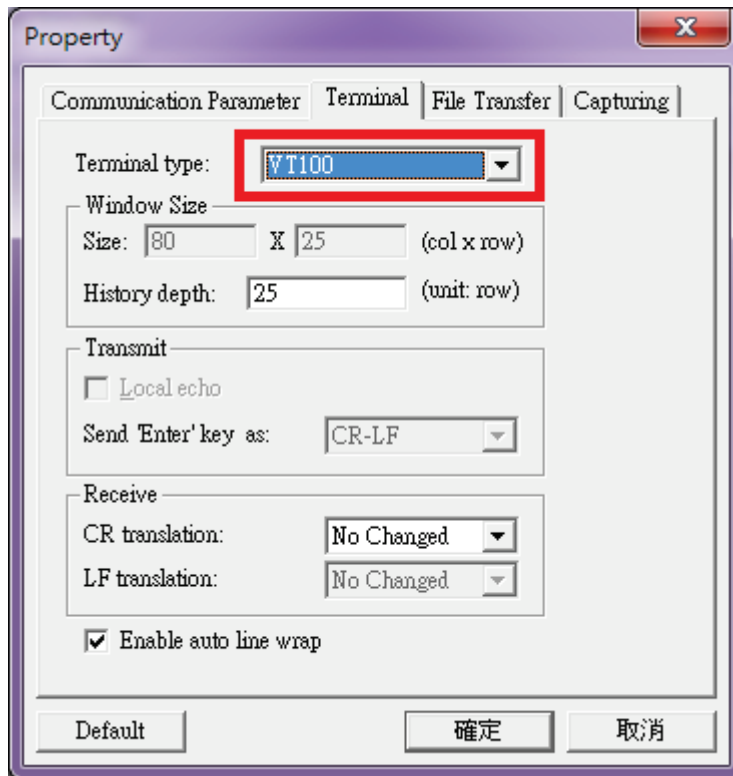 Property
Communication Parameter Terminal File Transfer Capturing
Terminal type: VT100
Window Size
Size: 80 X 25 (col x row)
History depth: 25 (unit: row)
Transmit
Local echo
Send 'Enter' key as: CR-LF
Receive
CR translation: No Changed
LF translation: No Changed
Enable auto line wrap
Default 確定 取消